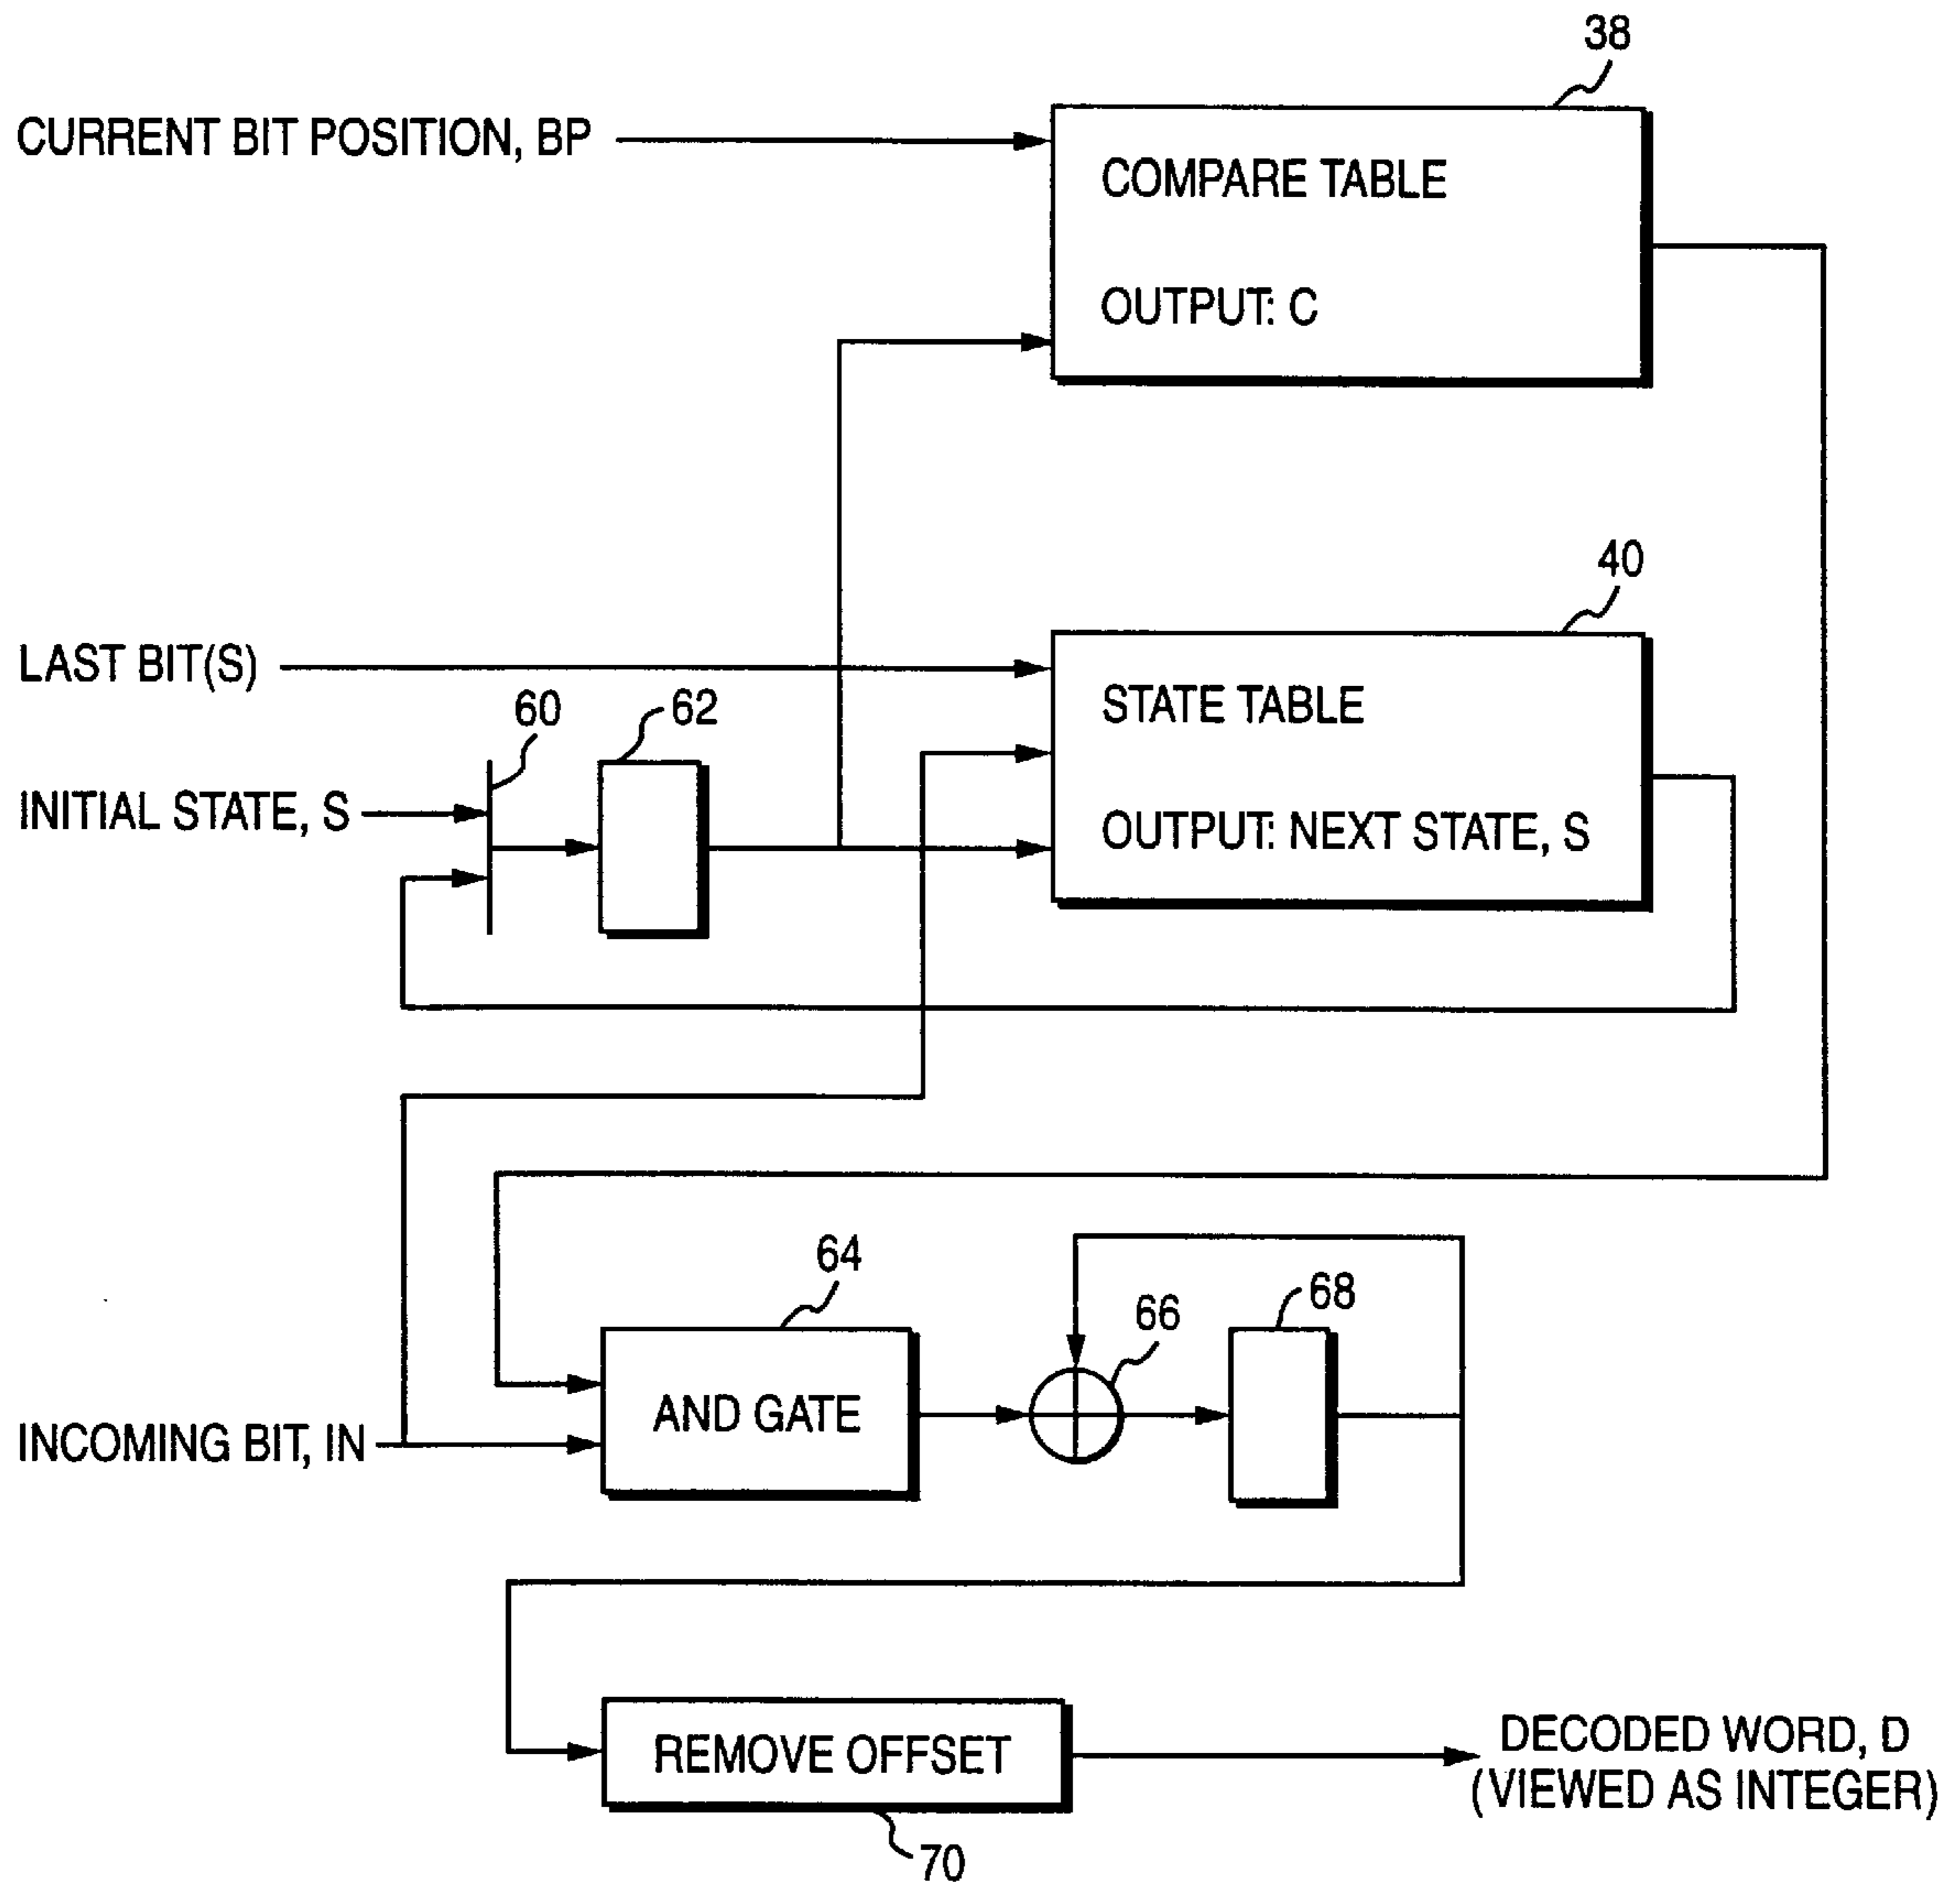 38
CURRENT BIT POSITION, BP
COMPARE TABLE
OUTPUT: C
40
LAST BIT(S)
60
62
STATE TABLE
INITIAL STATE, S
OUTPUT: NEXT STATE, S
64
66
68
AND GATE
INCOMING BIT, IN
REMOVE OFFSET
DECODED WORD, D
(VIEWED AS INTEGER)
70